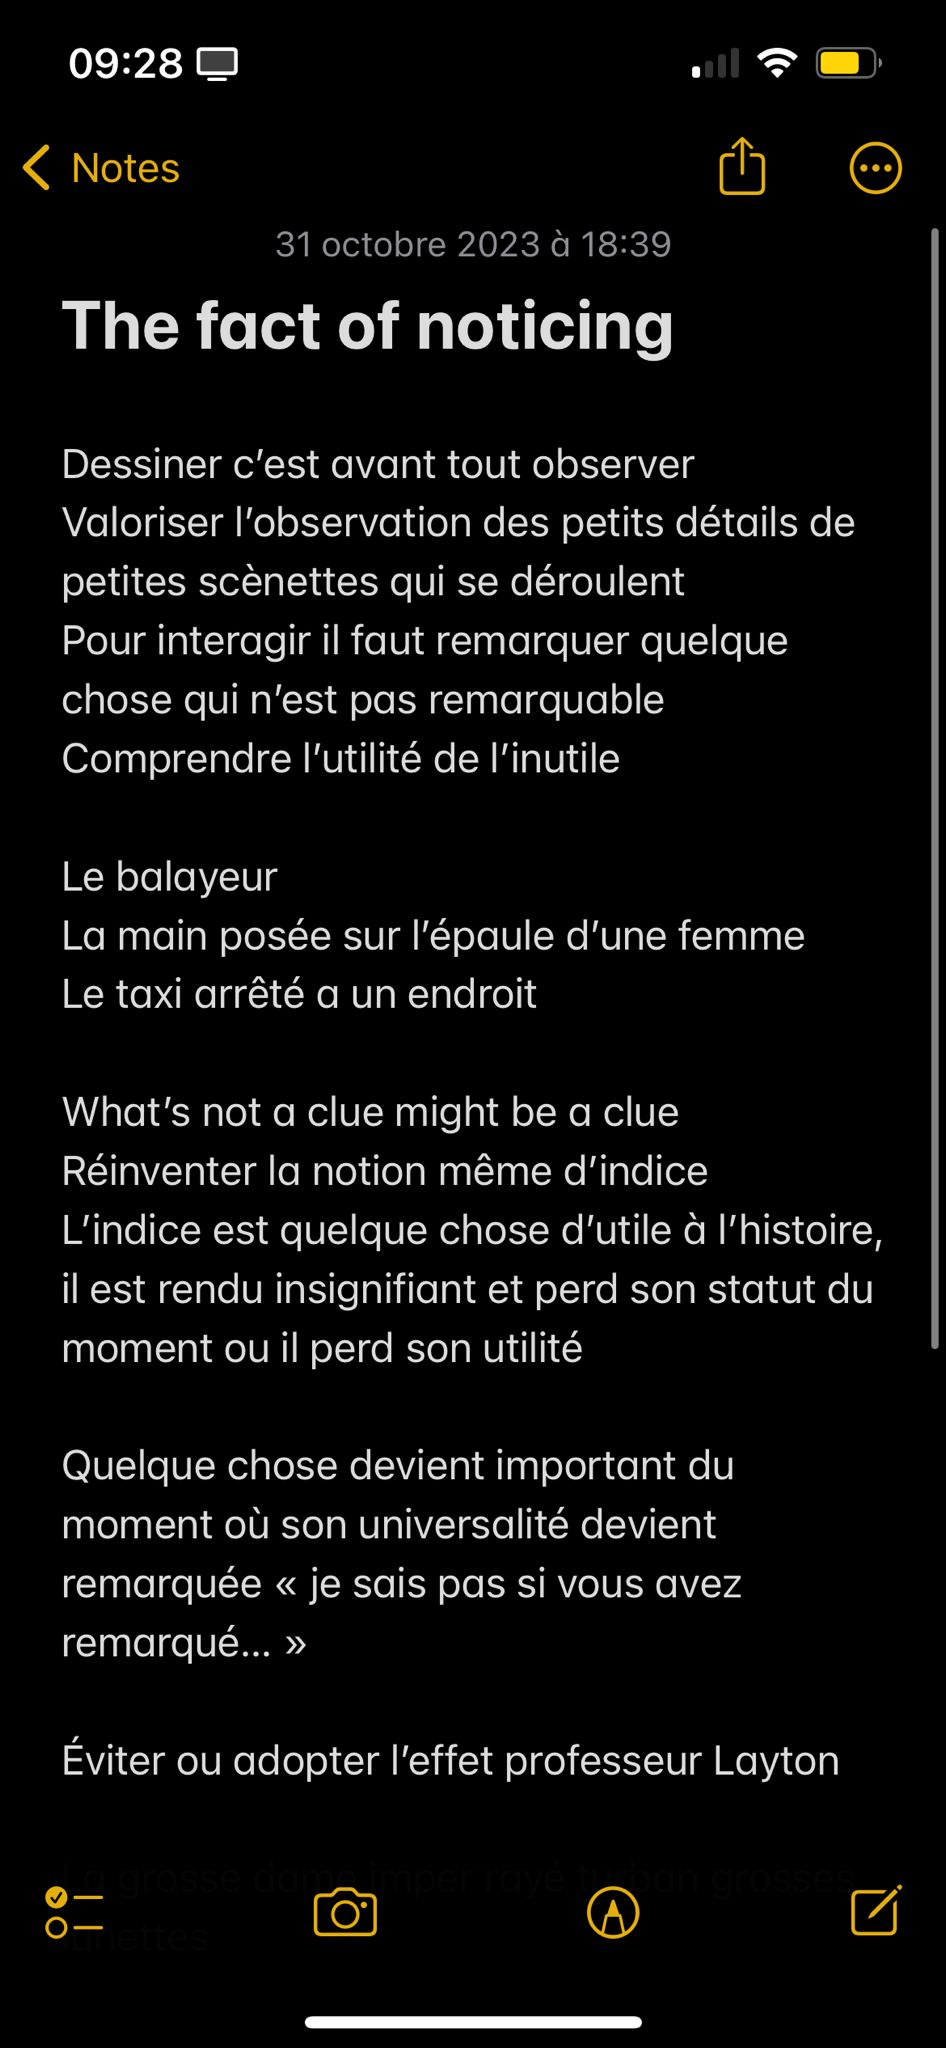 09:28
Notes
31 octobre 2023 à 18:39
The fact of noticing
Dessiner c’est avant tout observer
Valoriser l’observation des petits détails de
petites scènettes qui se déroulent
Pour interagir il faut remarquer quelque
chose qui n’est pas remarquable
Comprendre l’utilité de l’inutile
Le balayeur
La main posée sur l’épaule d’une femme
Le taxi arrêté a un endroit
What’s not a clue might be a clue
Réinventer la notion même d’indice
L’indice est quelque chose d’utile à l’histoire,
il est rendu insignifiant et perd son statut du
moment ou il perd son utilité
Quelque chose devient important du
moment où son universalité devient
remarquée « je sais pas si vous avez
remarqué... »
Éviter ou adopter l’effet professeur Layton
La grosse dame imper rayé turban grosses
lunettes